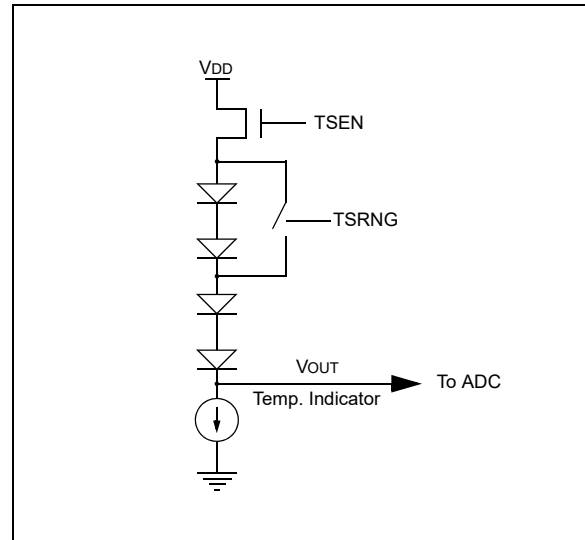 VDD
TSEN
TSRNG
VOUT
To ADC
Temp. Indicator